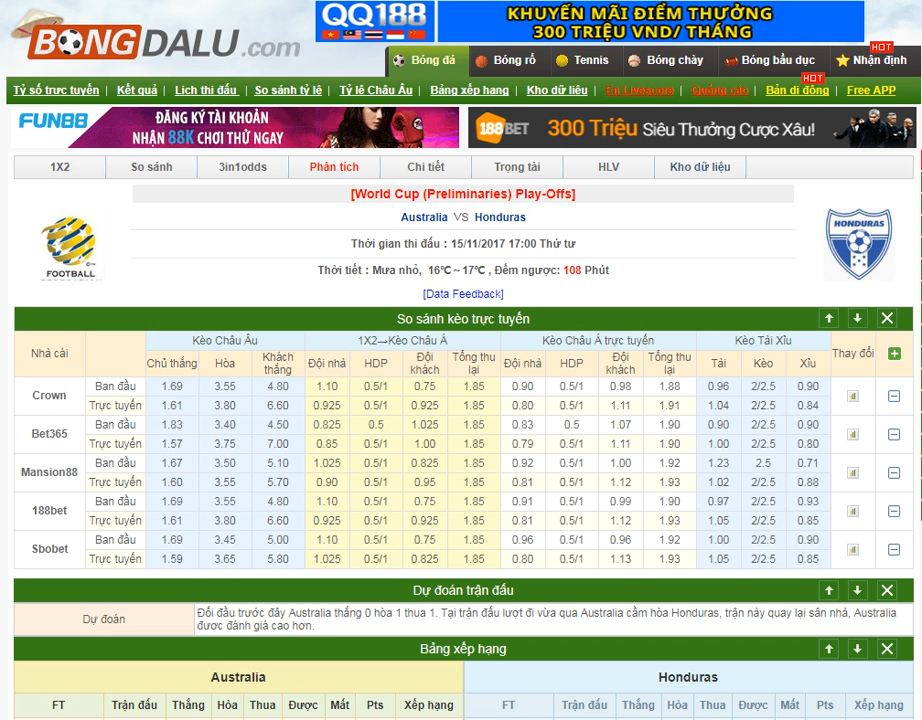 BONGDALU.com
QQ188
KHUYẾN MÃI ĐIỂM THƯỞNG
300 TRIỆU VND/ THÁNG
HOT
Bóng đá Bóng rổ Tennis Bóng chày Bóng bầu dục Nhận định
HOT
Tỷ số trực tuyến | Kết quả | Lịch thi đấu | So sánh tỷ lệ | Tỷ lệ Châu Âu | Bảng xếp hạng | Kho dữ liệu | En Livescore | Quảng cáo | Bản di động | Free APP
FUN88 ĐĂNG KÝ TÀI KHOẢN
NHẬN 88K CHƠI THỬ NGAY
188BET 300 Triệu Siêu Thưởng Cược Xâu!
1X2 So sánh 3in1odds Phân tích Chi tiết Trọng tài HLV Kho dữ liệu
[World Cup (Preliminaries) Play-Offs]
Australia VS Honduras
Thời gian thi đấu : 15/11/2017 17:00 Thứ tư
Thời tiết : Mưa nhỏ, 16℃~17℃ , Đếm ngược: 108 Phút
[Data Feedback]
FOOTBALL
HONDURAS
So sánh kèo trực tuyến
Nhà cái Kèo Châu Âu 1X2→Kèo Châu Á Kèo Châu Á trực tuyến Kèo Tài Xỉu Thay đổi
Chủ thắng Hòa Khách thắng Đội nhà HDP Đội khách Tổng thu lại Đội nhà HDP Đội khách Tổng thu lại Tài Kèo Xỉu
Crown Ban đầu 1.69 3.55 4.80 1.10 0.5/1 0.75 1.85 0.90 0.5/1 0.98 1.88 0.96 2/2.5 0.90
Trực tuyến 1.61 3.80 6.60 0.925 0.5/1 0.925 1.85 0.80 0.5/1 1.11 1.91 1.04 2/2.5 0.84
Bet365 Ban đầu 1.83 3.40 4.50 0.825 0.5 1.025 1.85 0.83 0.5 1.07 1.90 0.90 2/2.5 0.90
Trực tuyến 1.57 3.75 7.00 0.85 0.5/1 1.00 1.85 0.79 0.5/1 1.11 1.90 1.00 2/2.5 0.80
Mansion88 Ban đầu 1.67 3.50 5.10 1.025 0.5/1 0.825 1.85 0.92 0.5/1 1.00 1.92 1.23 2.5 0.71
Trực tuyến 1.60 3.55 5.70 0.90 0.5/1 0.95 1.85 0.81 0.5/1 1.12 1.93 1.02 2/2.5 0.88
188bet Ban đầu 1.69 3.55 4.80 1.10 0.5/1 0.75 1.85 0.91 0.5/1 0.99 1.90 0.97 2/2.5 0.93
Trực tuyến 1.61 3.80 6.60 0.925 0.5/1 0.925 1.85 0.81 0.5/1 1.12 1.93 1.05 2/2.5 0.85
Sbobet Ban đầu 1.69 3.45 5.00 1.10 0.5/1 0.75 1.85 0.96 0.5/1 0.96 1.92 1.00 2/2.5 0.90
Trực tuyến 1.59 3.65 5.80 1.025 0.5/1 0.825 1.85 0.80 0.5/1 1.13 1.93 1.05 2/2.5 0.85
Dự đoán trận đấu
Dự đoán Đối đầu trước đây Australia thắng 0 hòa 1 thua 1. Tại trận đấu lượt đi vừa qua Australia cầm hòa Honduras, trận này quay lại sân nhà, Australia
được đánh giá cao hơn.
Bảng xếp hạng
Australia Honduras
FT Trận đấu Thắng Hòa Thua Được Mất Pts Xếp hạng FT Trận đấu Thắng Hòa Thua Được Mất Pts Xếp hạng